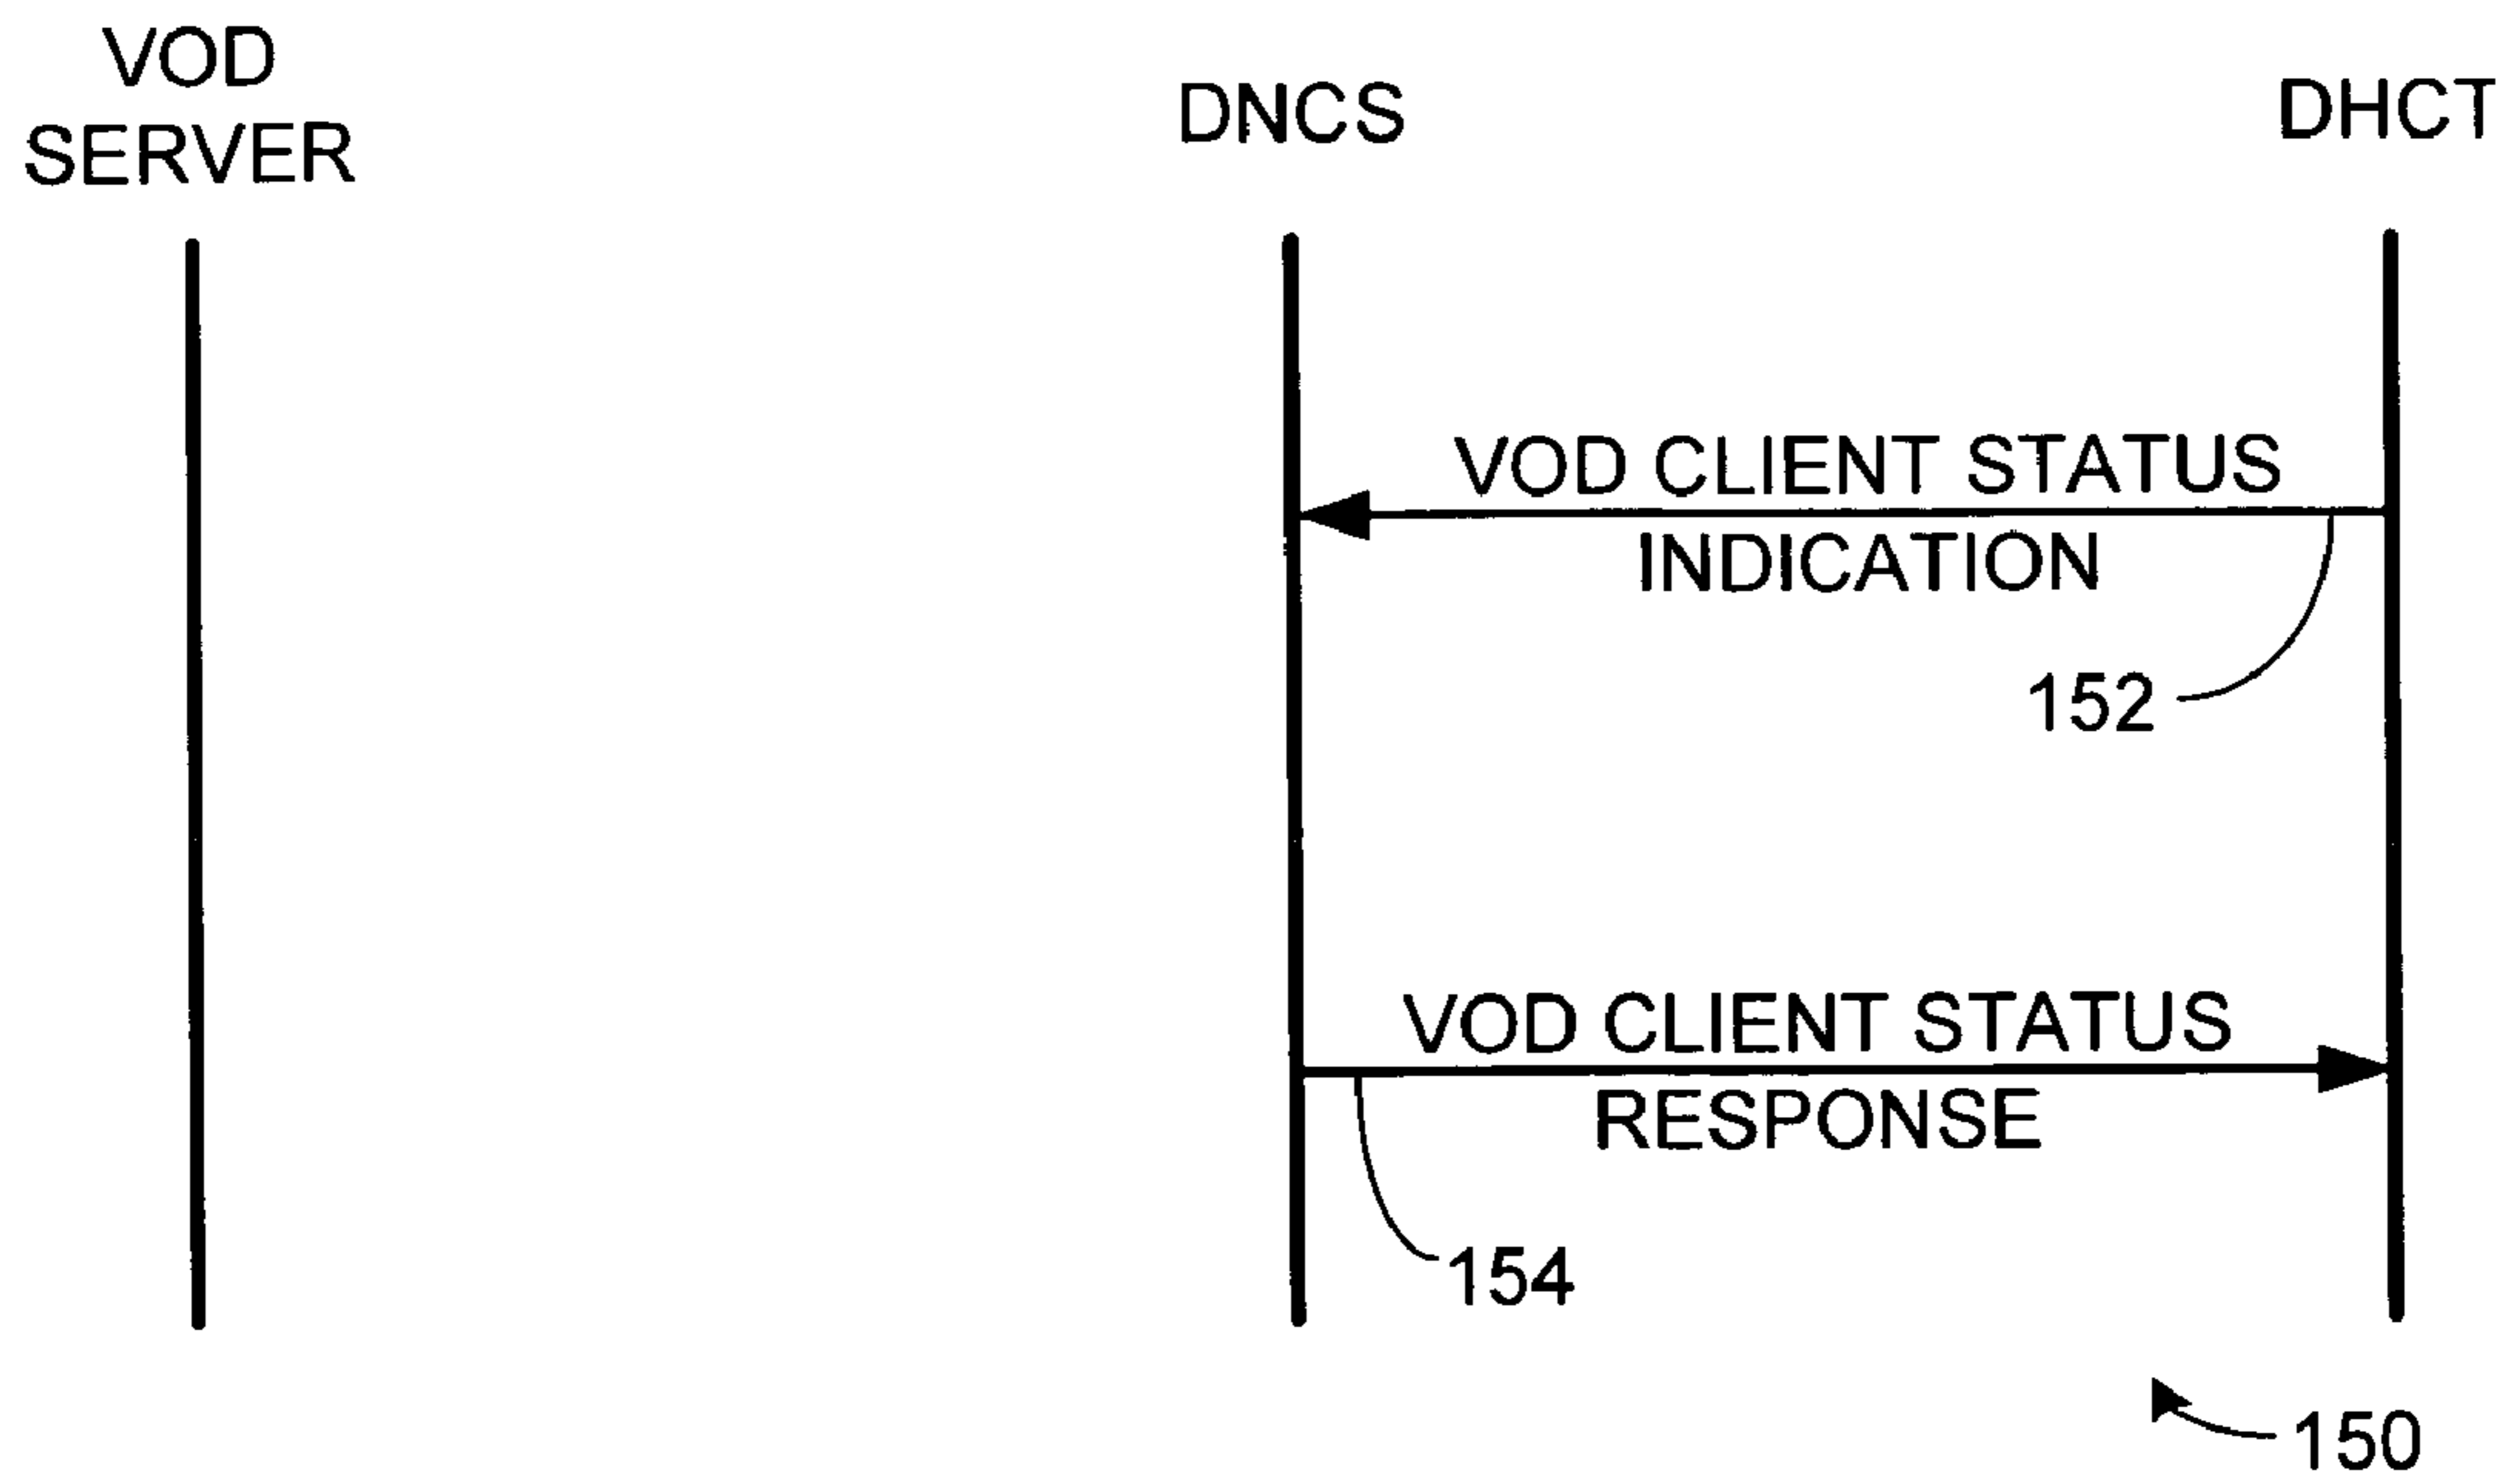 VOD
SERVER
DNCS
DHCT
VOD CLIENT STATUS
INDICATION
152
VOD CLIENT STATUS
RESPONSE
154
150